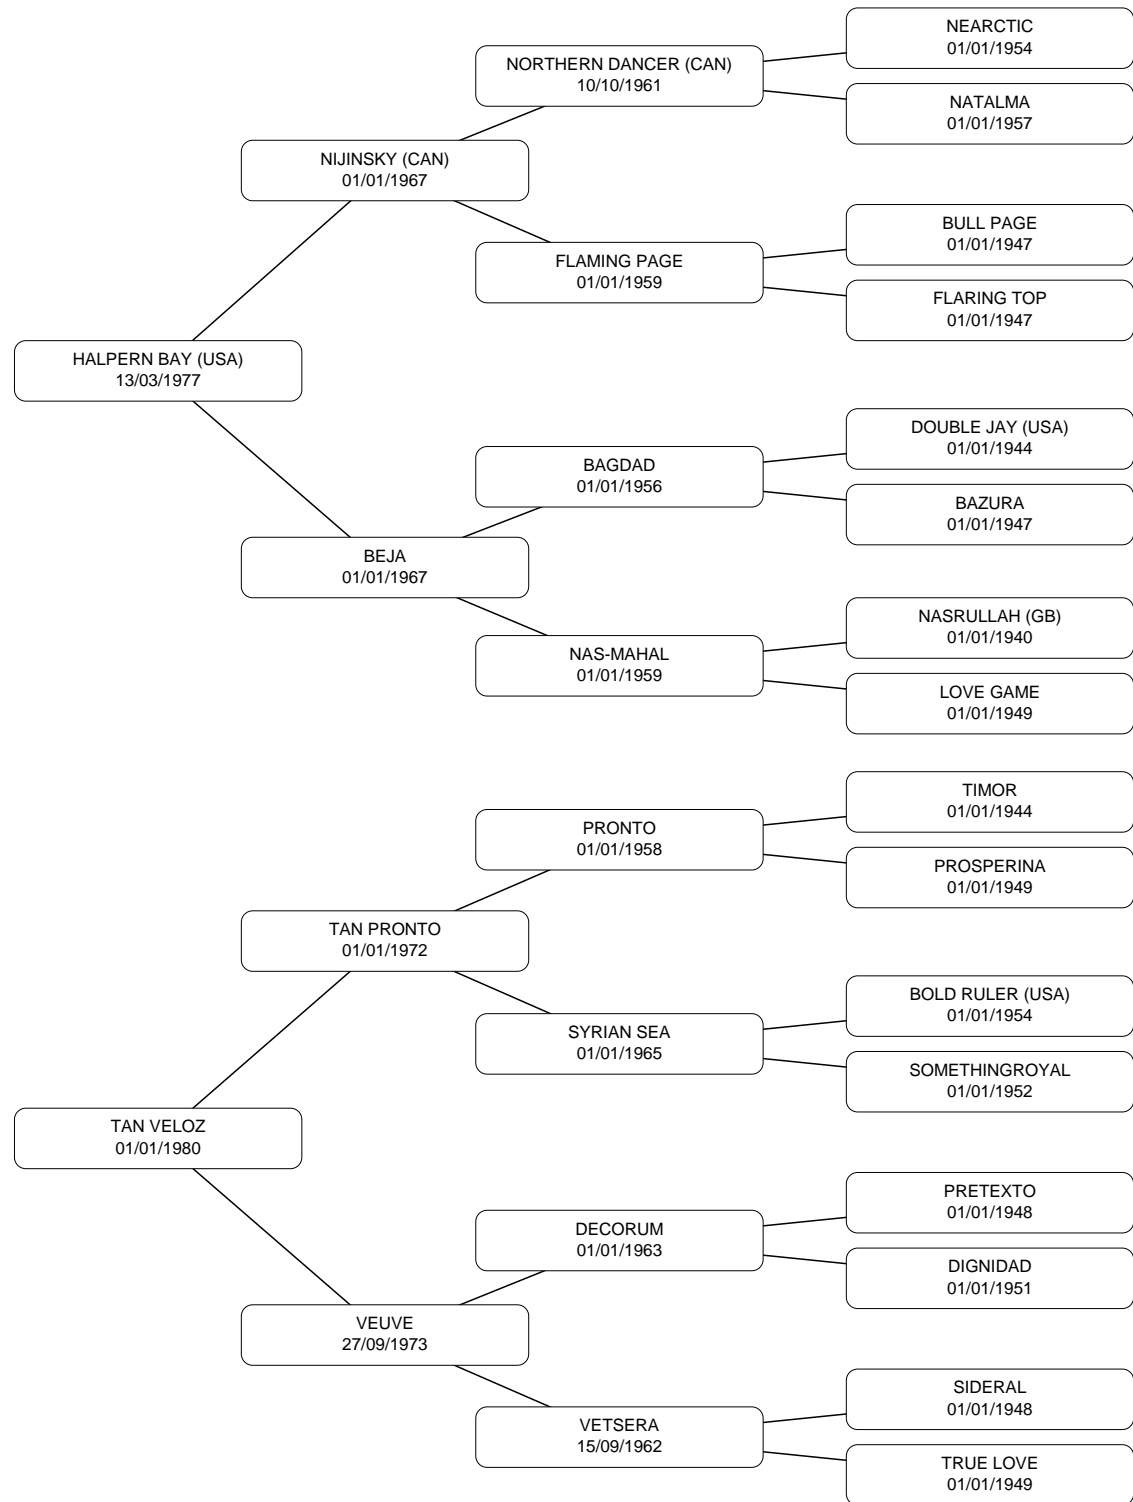 NEARCTIC
01/01/1954
NORTHERN DANCER (CAN)
10/10/1961
NATALMA
01/01/1957
NIJINSKY (CAN)
01/01/1967
BULL PAGE
01/01/1947
FLAMING PAGE
01/01/1959
FLARING TOP
01/01/1947
HALPERN BAY (USA)
13/03/1977
DOUBLE JAY (USA)
01/01/1944
BAGDAD
01/01/1956
BAZURA
01/01/1947
BEJA
01/01/1967
NASRULLAH (GB)
01/01/1940
NAS-MAHAL
01/01/1959
LOVE GAME
01/01/1949
TIMOR
01/01/1944
PRONTO
01/01/1958
PROSPERINA
01/01/1949
TAN PRONTO
01/01/1972
BOLD RULER (USA)
01/01/1954
SYRIAN SEA
01/01/1965
SOMETHINGROYAL
01/01/1952
TAN VELOZ
01/01/1980
PRETEXTO
01/01/1948
DECORUM
01/01/1963
DIGNIDAD
01/01/1951
VEUVE
27/09/1973
SIDERAL
01/01/1948
VETSERA
15/09/1962
TRUE LOVE
01/01/1949